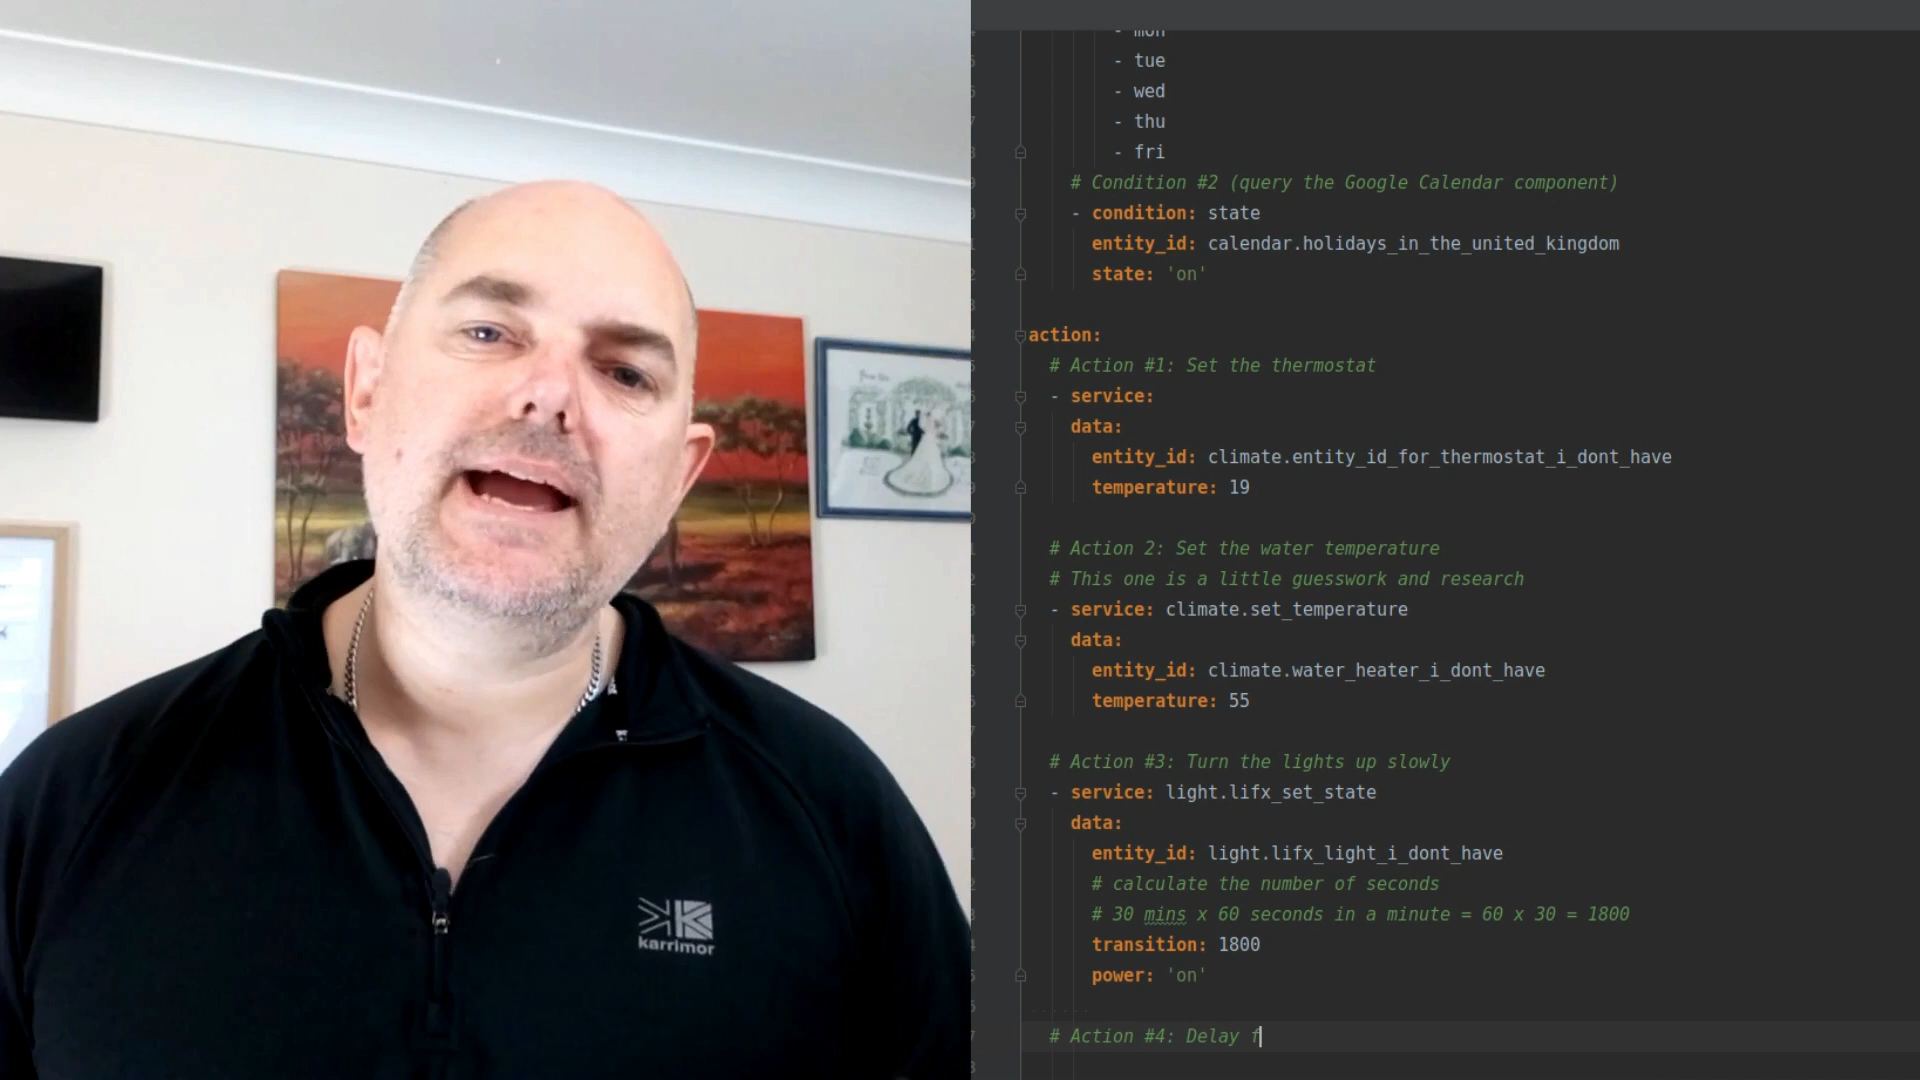 - mon
- tue
- wed
- thu
- fri
# Condition #2 (query the Google Calendar component)
- condition: state
entity_id: calendar.holidays_in_the_united_kingdom
state: 'on'
action:
# Action #1: Set the thermostat
- service:
data:
entity_id: climate.entity_id_for_thermostat_i_dont_have
temperature: 19
# Action 2: Set the water temperature
# This one is a little guesswork and research
- service: climate.set_temperature
data:
entity_id: climate.water_heater_i_dont_have
temperature: 55
# Action #3: Turn the lights up slowly
- service: light.lifx_set_state
data:
entity_id: light.lifx_light_i_dont_have
# calculate the number of seconds
# 30 mins x 60 seconds in a minute = 60 x 30 = 1800
transition: 1800
power: 'on'
# Action #4: Delay f
karrimor